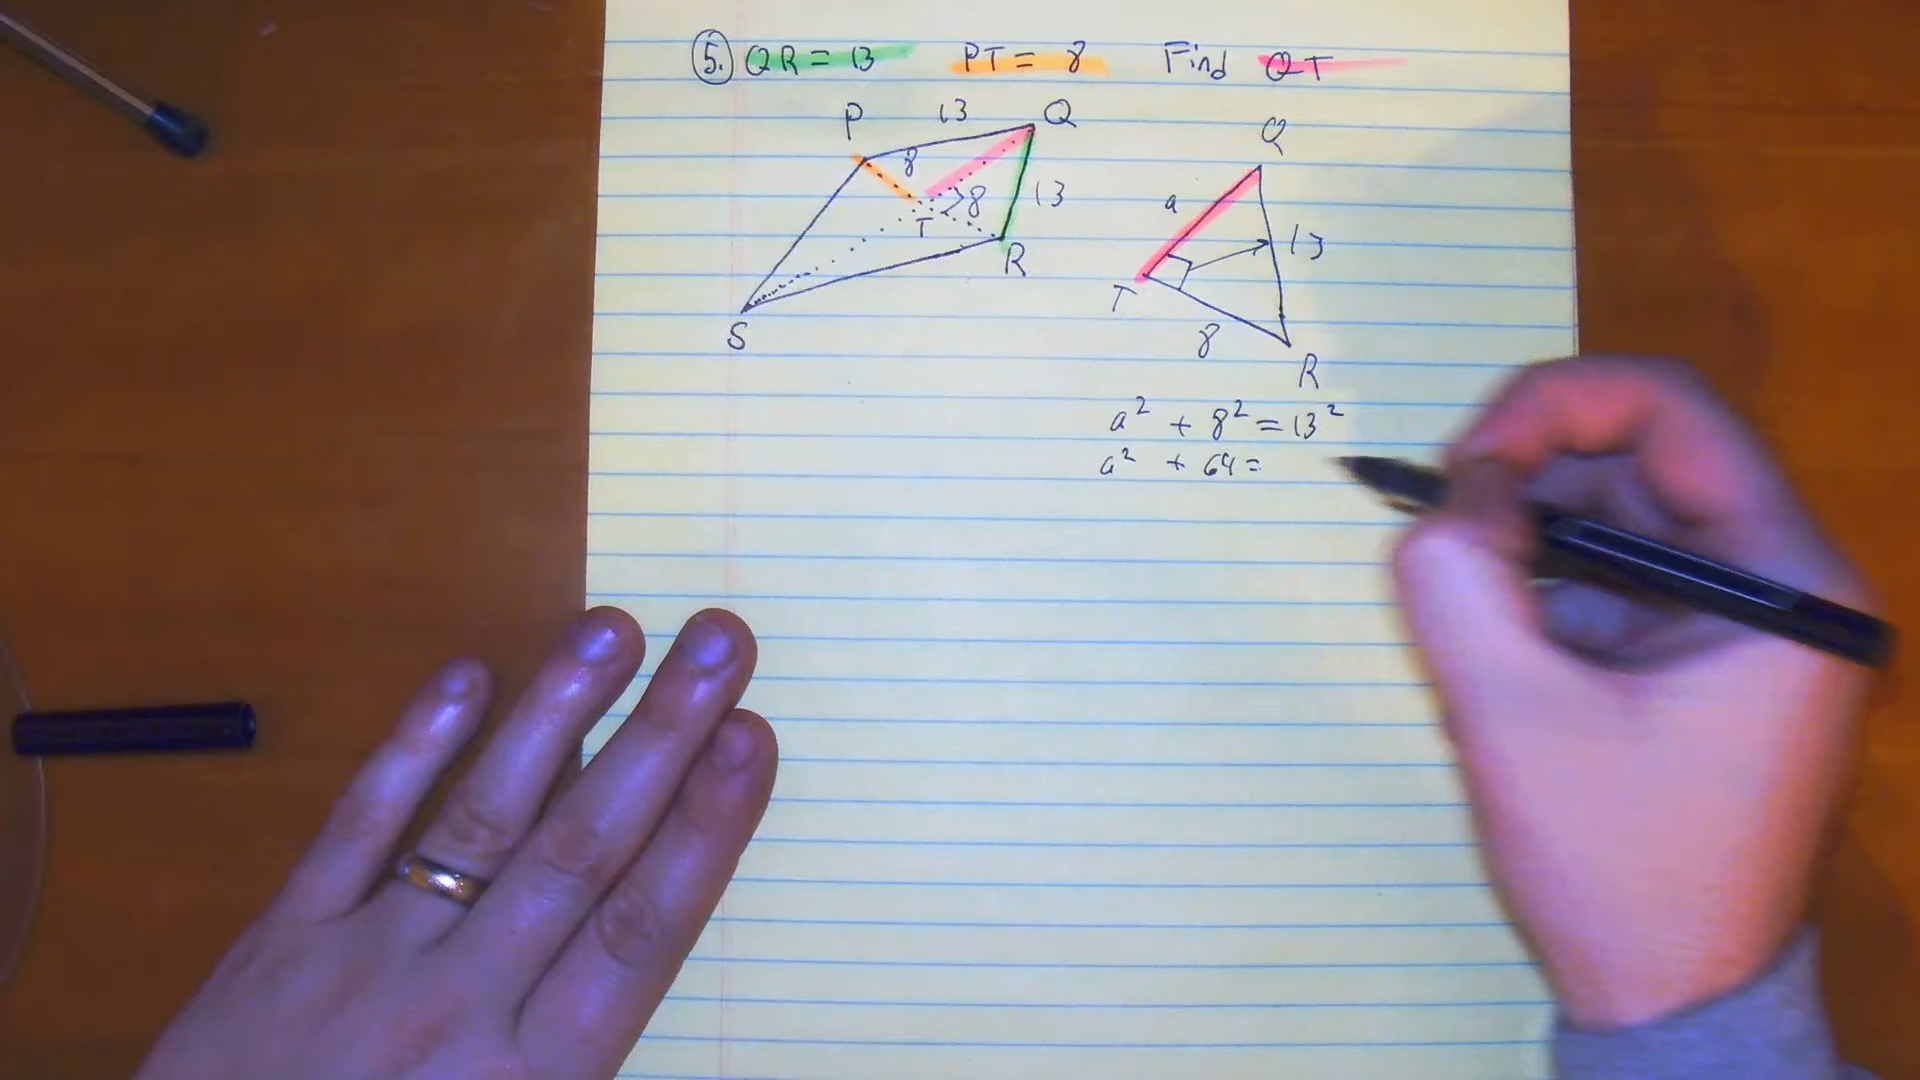 5. QR = 13 PT = 8 Find QT
P 13 Q
8
13
8
T
R
S
Q
a
13
T
8
R
a² + 8² = 13²
a² + 64 =